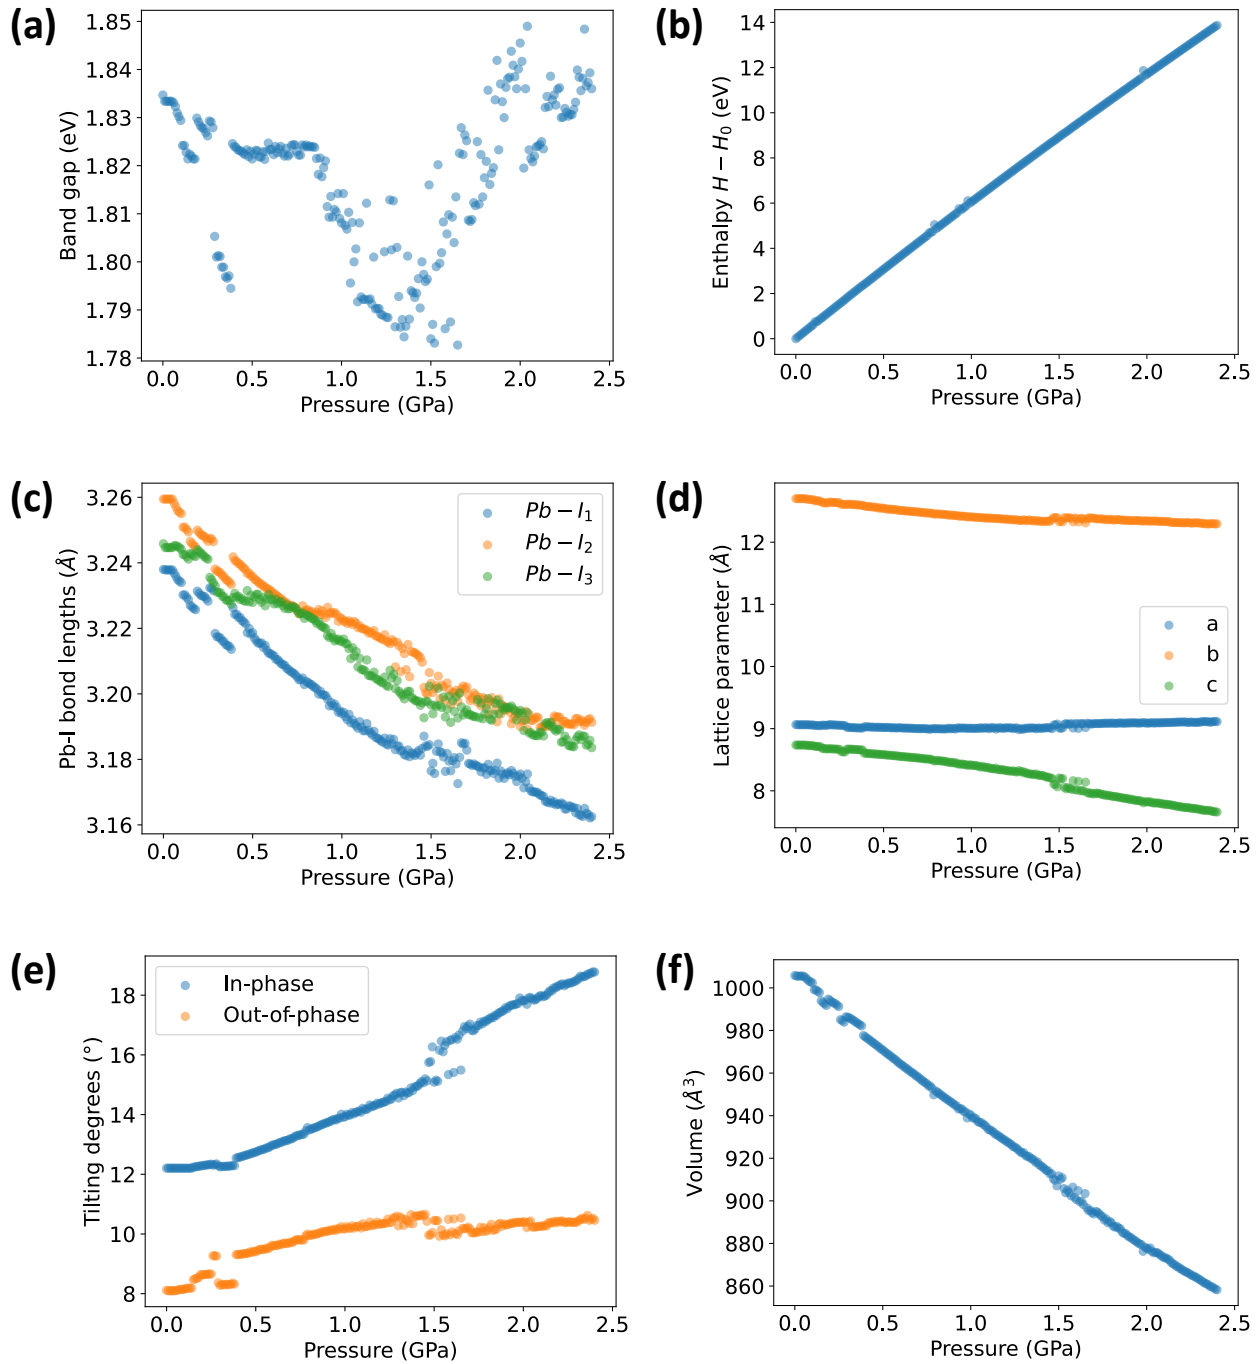 (a)
1.85
1.84
1.83
1.82
1.81
1.80
1.79
1.78
Band gap (eV)
0.0 0.5 1.0 1.5 2.0 2.5
Pressure (GPa)
(b)
14
12
10
8
6
4
2
0
Enthalpy H − H₀ (eV)
0.0 0.5 1.0 1.5 2.0 2.5
Pressure (GPa)
(c)
3.26
3.24
3.22
3.20
3.18
3.16
Pb-I bond lengths (Å)
Pb − I₁
Pb − I₂
Pb − I₃
0.0 0.5 1.0 1.5 2.0 2.5
Pressure (GPa)
(d)
12
11
10
9
8
Lattice parameter (Å)
a
b
c
0.0 0.5 1.0 1.5 2.0 2.5
Pressure (GPa)
(e)
18
16
14
12
10
8
Tilting degrees (°)
In-phase
Out-of-phase
0.0 0.5 1.0 1.5 2.0 2.5
Pressure (GPa)
(f)
1000
980
960
940
920
900
880
860
Volume (Å³)
0.0 0.5 1.0 1.5 2.0 2.5
Pressure (GPa)